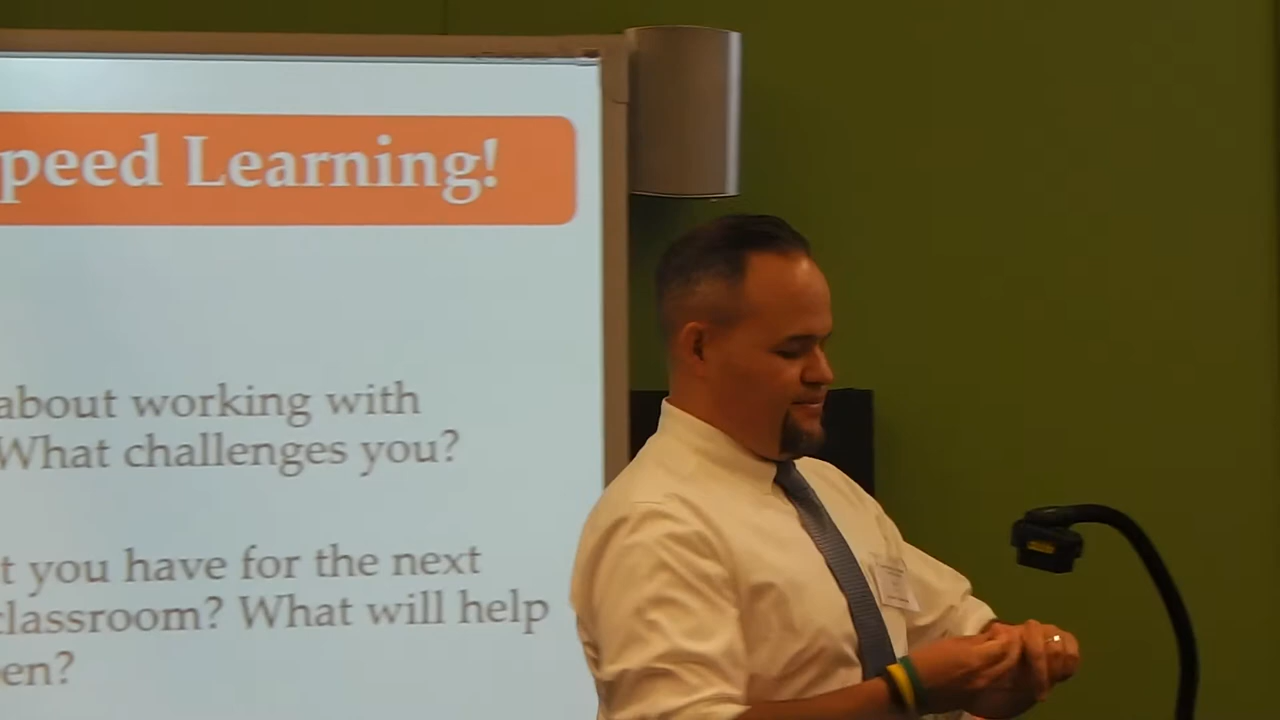 peed Learning!
about working with
What challenges you?
t you have for the next
classroom? What will help
en?